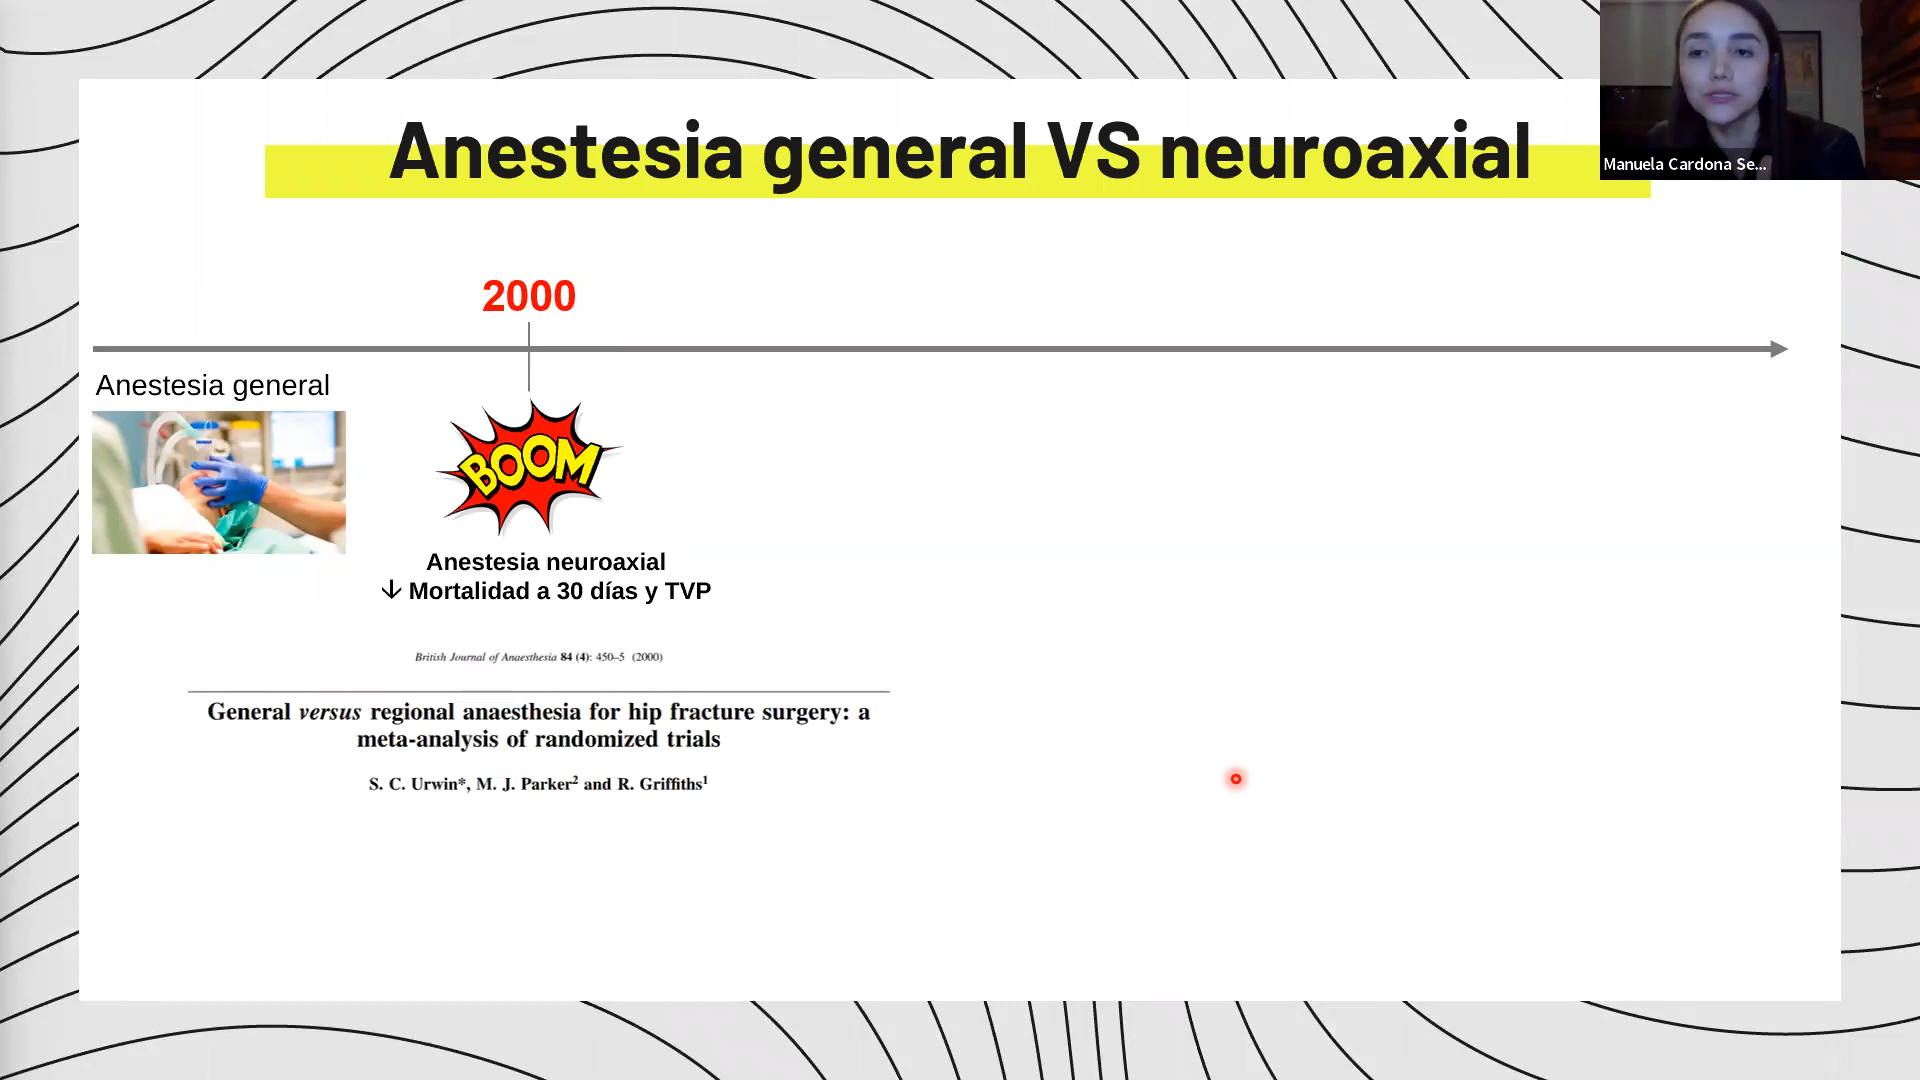 Anestesia general VS neuroaxial
Manuela Cardona Se...
2000
Anestesia general
BOOM
Anestesia neuroaxial
↓ Mortalidad a 30 días y TVP
British Journal of Anaesthesia 84 (4): 450–5 (2000)
General versus regional anaesthesia for hip fracture surgery: a
meta-analysis of randomized trials
S. C. Urwin*, M. J. Parker² and R. Griffiths¹